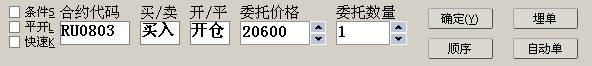 条件S 合约代码 买/卖 开/平 委托价格 委托数量
平开L
快速K
RU0803 买入 开仓 20600 1
确定(Y) 埋单
顺序 自动单